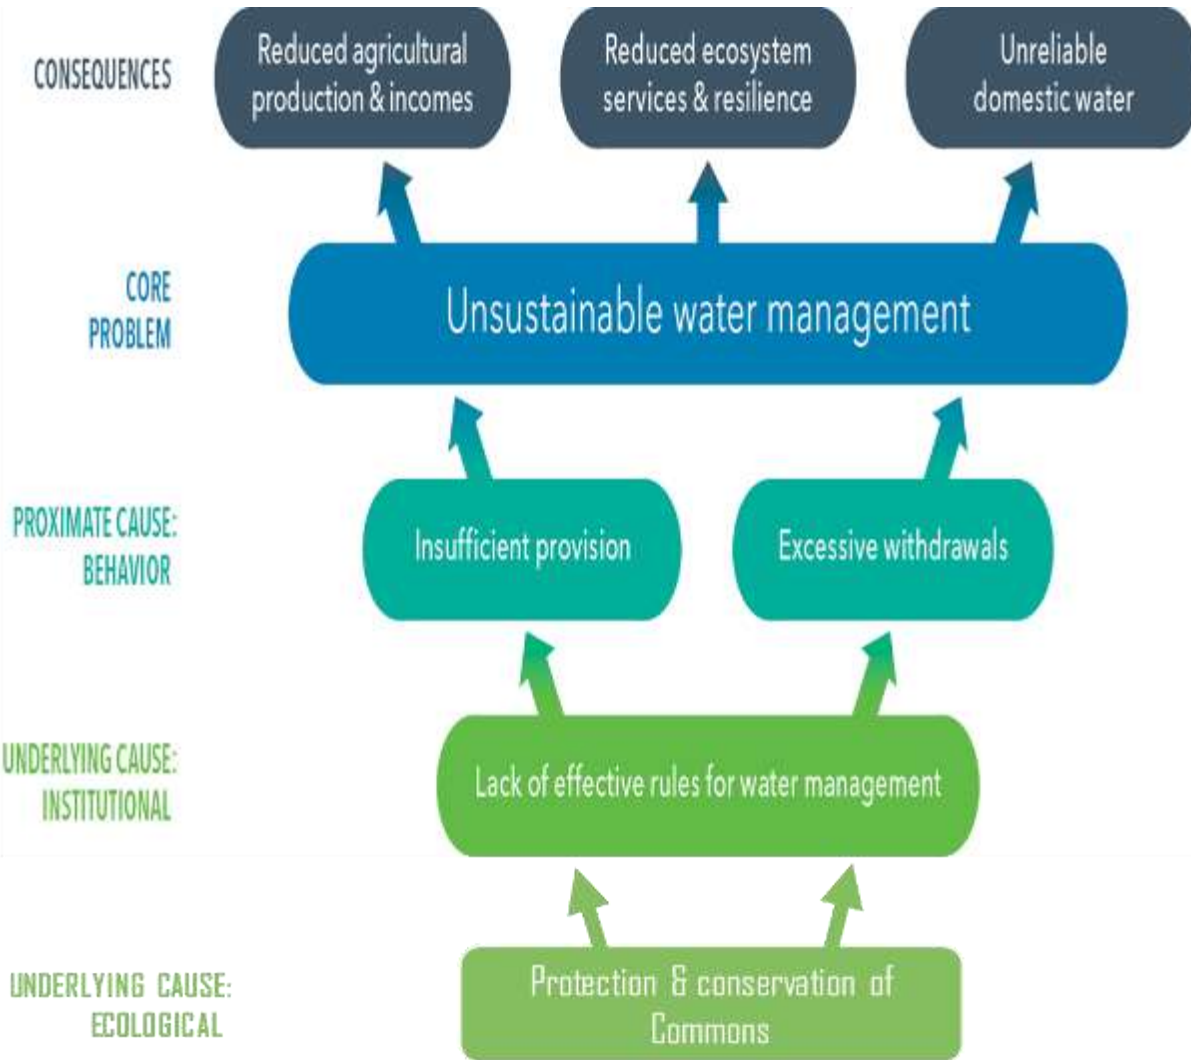 CONSEQUENCES
Reduced agricultural
production & incomes
Reduced ecosystem
services & resilience
Unreliable
domestic water
CORE
PROBLEM
Unsustainable water management
PROXIMATE CAUSE:
BEHAVIOR
Insufficient provision
Excessive withdrawals
UNDERLYING CAUSE:
INSTITUTIONAL
Lack of effective rules for water management
UNDERLYING CAUSE:
ECOLOGICAL
Protection & conservation of
Commons